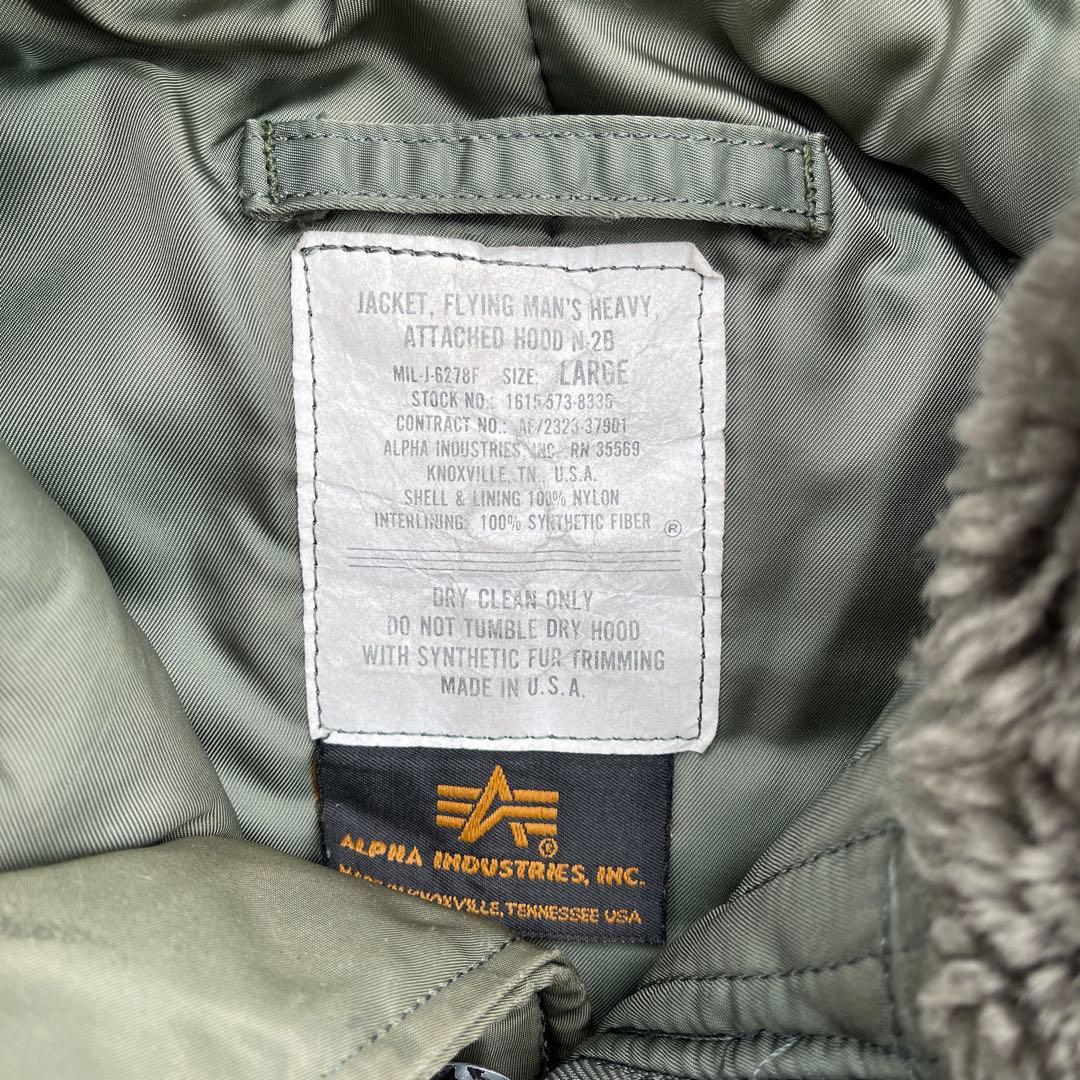 JACKET, FLYING MAN'S HEAVY,
ATTACHED HOOD N-2B
MIL-J-6278F SIZE: LARGE
STOCK NO.: 1615-573-8335
CONTRACT NO.: AF/2323-37901
ALPHA INDUSTRIES, INC. RN 35569
KNOXVILLE, TN., U.S.A.
SHELL & LINING 100% NYLON
INTERLINING: 100% SYNTHETIC FIBER ®
DRY CLEAN ONLY
DO NOT TUMBLE DRY HOOD
WITH SYNTHETIC FUR TRIMMING
MADE IN U.S.A.
®
ALPHA INDUSTRIES, INC.
MADE IN KNOXVILLE, TENNESSEE USA